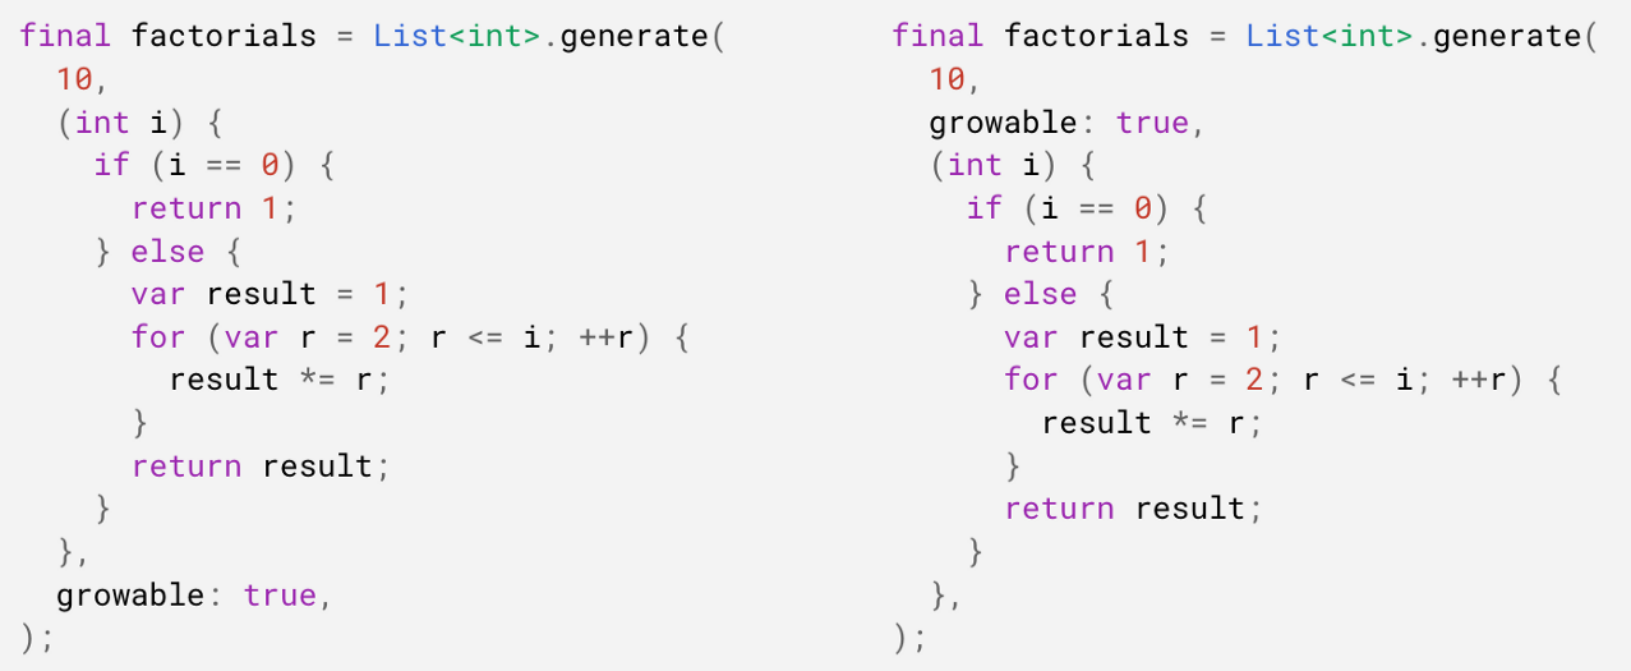 final factorials = List<int>.generate(
  10,
  (int i) {
    if (i == 0) {
      return 1;
    } else {
      var result = 1;
      for (var r = 2; r <= i; ++r) {
        result *= r;
      }
      return result;
    }
  },
  growable: true,
);
final factorials = List<int>.generate(
  10,
  growable: true,
  (int i) {
    if (i == 0) {
      return 1;
    } else {
      var result = 1;
      for (var r = 2; r <= i; ++r) {
        result *= r;
      }
      return result;
    }
  },
);